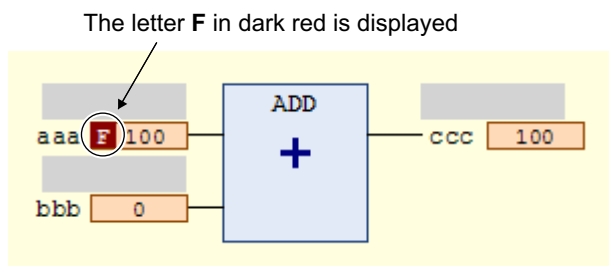 The letter F in dark red is displayed
ADD
aaa F 100
+
ccc 100
bbb 0